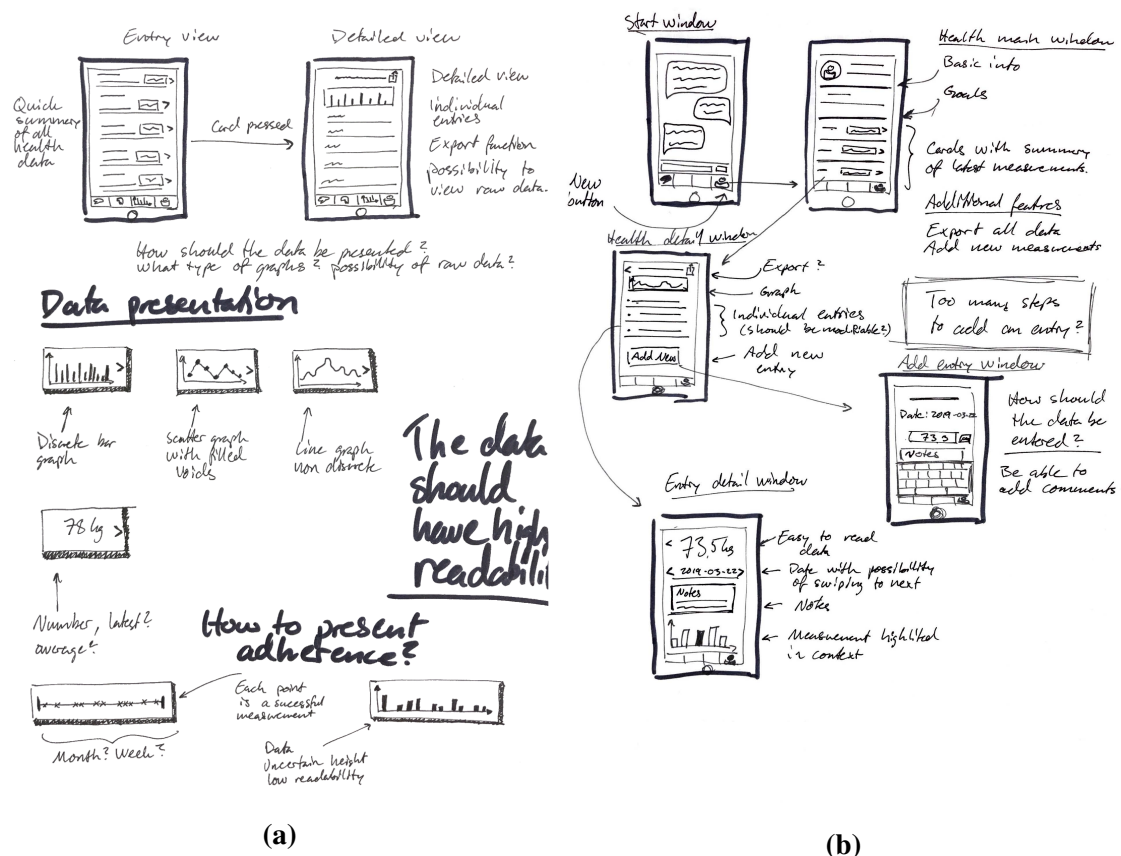 Entry view
Detailed view
Quick
summary
of all
health
data
Card pressed
Detailed view
Individual
entries
Export function
possibility to
view raw data.
How should the data be presented?
What type of graphs? possibility of raw data?
Data presentation
Discrete bar
graph
Scatter graph
with filled
voids
Line graph
non discrete
The data
should
have high
readabili
78 kg >
Number, latest?
average?
How to present
adherence?
Each point
is a sucessful
measurement
Month? Week?
Data
Uncertain height
low readability
(a)
Start window
New
button
Health main window
Basic info
Goals
Cards with summary
of latest measurements.
Additional featres
Export all data
Add new measurements
Health detail window
Export?
Graph
Individual entries
(should be modifiable?)
Add New
Add new
entry
Too many steps
to add an entry?
Add entry window
Date: 2019-03-22
73.5
Notes
How should
the data be
entered?
Be able to
add comments
Entry detail window
< 73,5kg
< 2019-03-22 >
Notes
Easy to read
data
Date with possibility
of swiping to next
Notes
Measurement highlited
in context
(b)